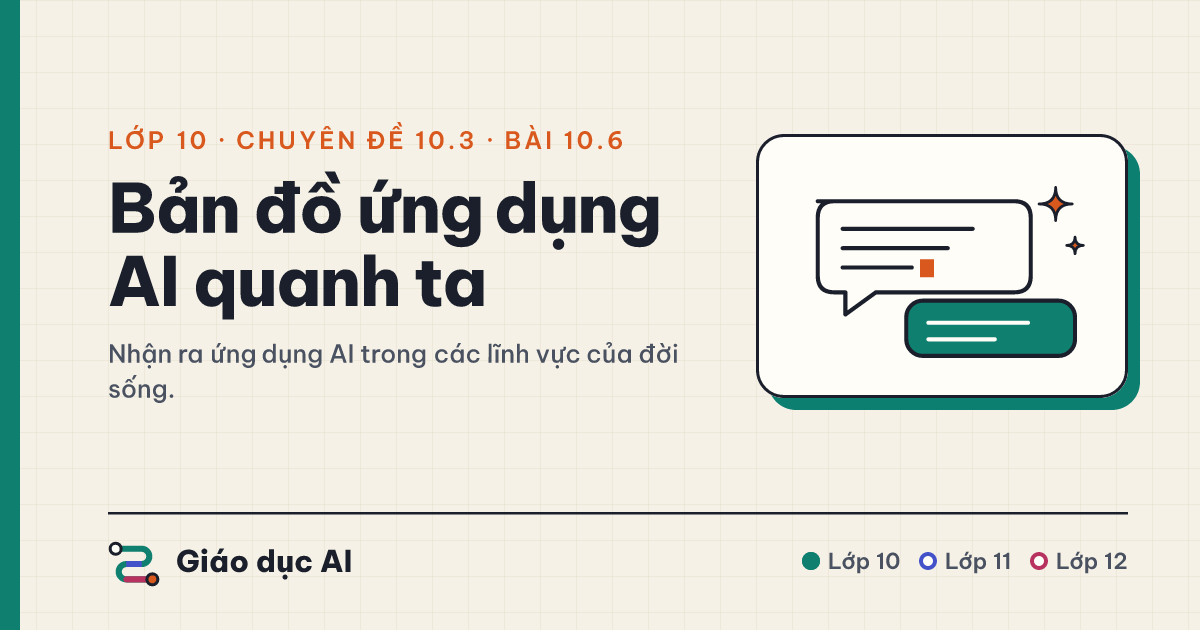 LỚP 10 · CHUYÊN ĐỀ 10.3 · BÀI 10.6
Bản đồ ứng dụng
AI quanh ta
Nhận ra ứng dụng AI trong các lĩnh vực của đời
sống.
Giáo dục AI
Lớp 10
Lớp 11
Lớp 12